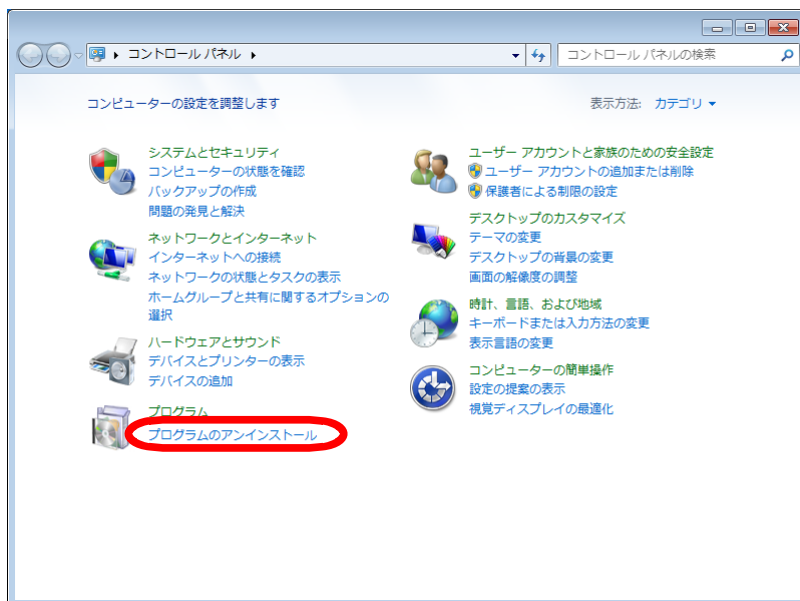 コントロール パネル
コントロール パネルの検索
コンピューターの設定を調整します
表示方法: カテゴリ
システムとセキュリティ
コンピューターの状態を確認
バックアップの作成
問題の発見と解決
ネットワークとインターネット
インターネットへの接続
ネットワークの状態とタスクの表示
ホームグループと共有に関するオプションの
選択
ハードウェアとサウンド
デバイスとプリンターの表示
デバイスの追加
プログラム
プログラムのアンインストール
ユーザー アカウントと家族のための安全設定
ユーザー アカウントの追加または削除
保護者による制限の設定
デスクトップのカスタマイズ
テーマの変更
デスクトップの背景の変更
画面の解像度の調整
時計、言語、および地域
キーボードまたは入力方法の変更
表示言語の変更
コンピューターの簡単操作
設定の提案の表示
視覚ディスプレイの最適化